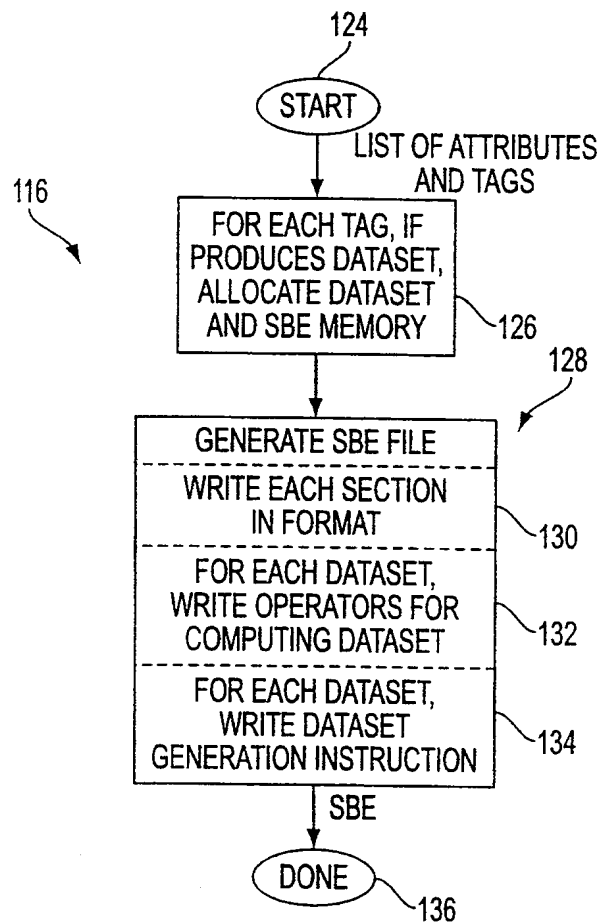 124
START
LIST OF ATTRIBUTES
AND TAGS
116
FOR EACH TAG, IF
PRODUCES DATASET,
ALLOCATE DATASET
AND SBE MEMORY
126
128
GENERATE SBE FILE
WRITE EACH SECTION
IN FORMAT
130
FOR EACH DATASET,
WRITE OPERATORS FOR
COMPUTING DATASET
132
FOR EACH DATASET,
WRITE DATASET
GENERATION INSTRUCTION
134
SBE
DONE
136